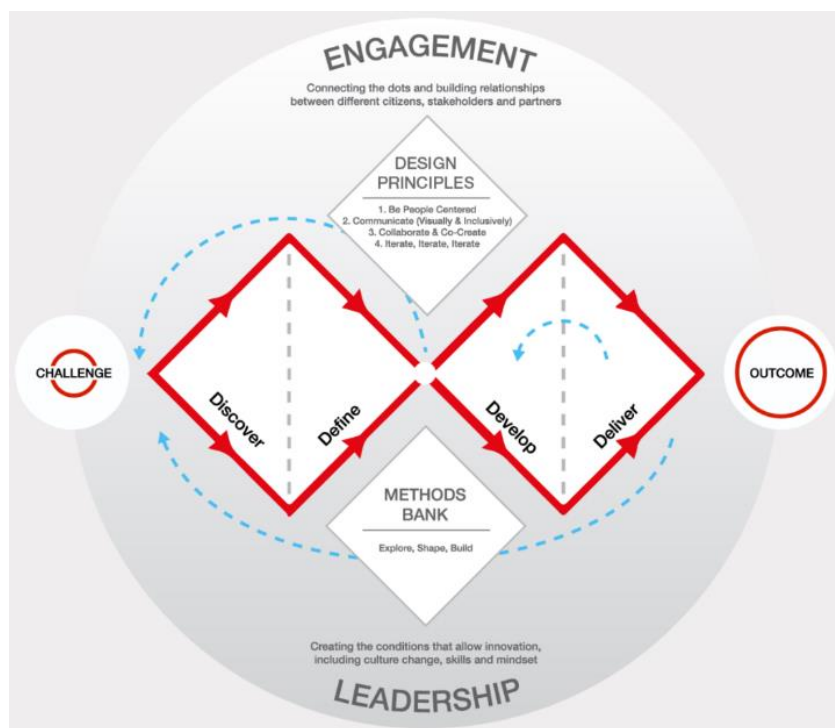 ENGAGEMENT
Connecting the dots and building relationships
between different citizens, stakeholders and partners
DESIGN
PRINCIPLES
1. Be People Centered
2. Communicate (Visually & Inclusively)
3. Collaborate & Co-Create
4. Iterate, Iterate, Iterate
CHALLENGE
Discover
Define
Develop
Deliver
OUTCOME
METHODS
BANK
Explore, Shape, Build
Creating the conditions that allow innovation,
including culture change, skills and mindset
LEADERSHIP